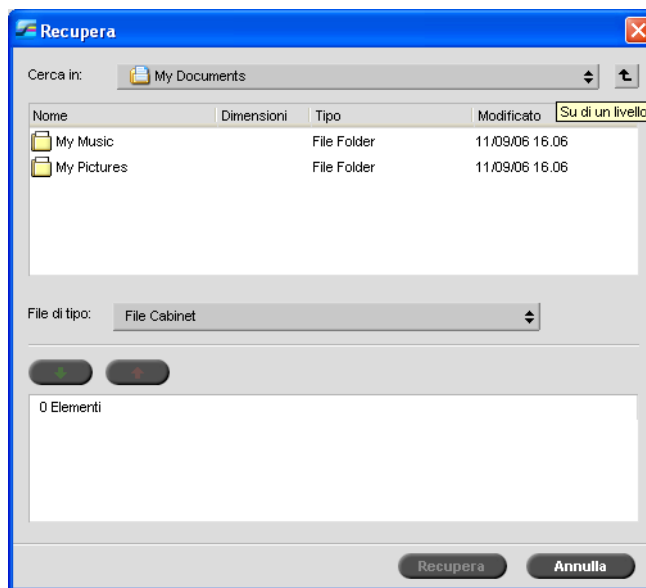 Recupera
Cerca in: My Documents
Su di un livello
Nome Dimensioni Tipo Modificato
My Music File Folder 11/09/06 16.06
My Pictures File Folder 11/09/06 16.06
File di tipo: File Cabinet
0 Elementi
Recupera Annulla